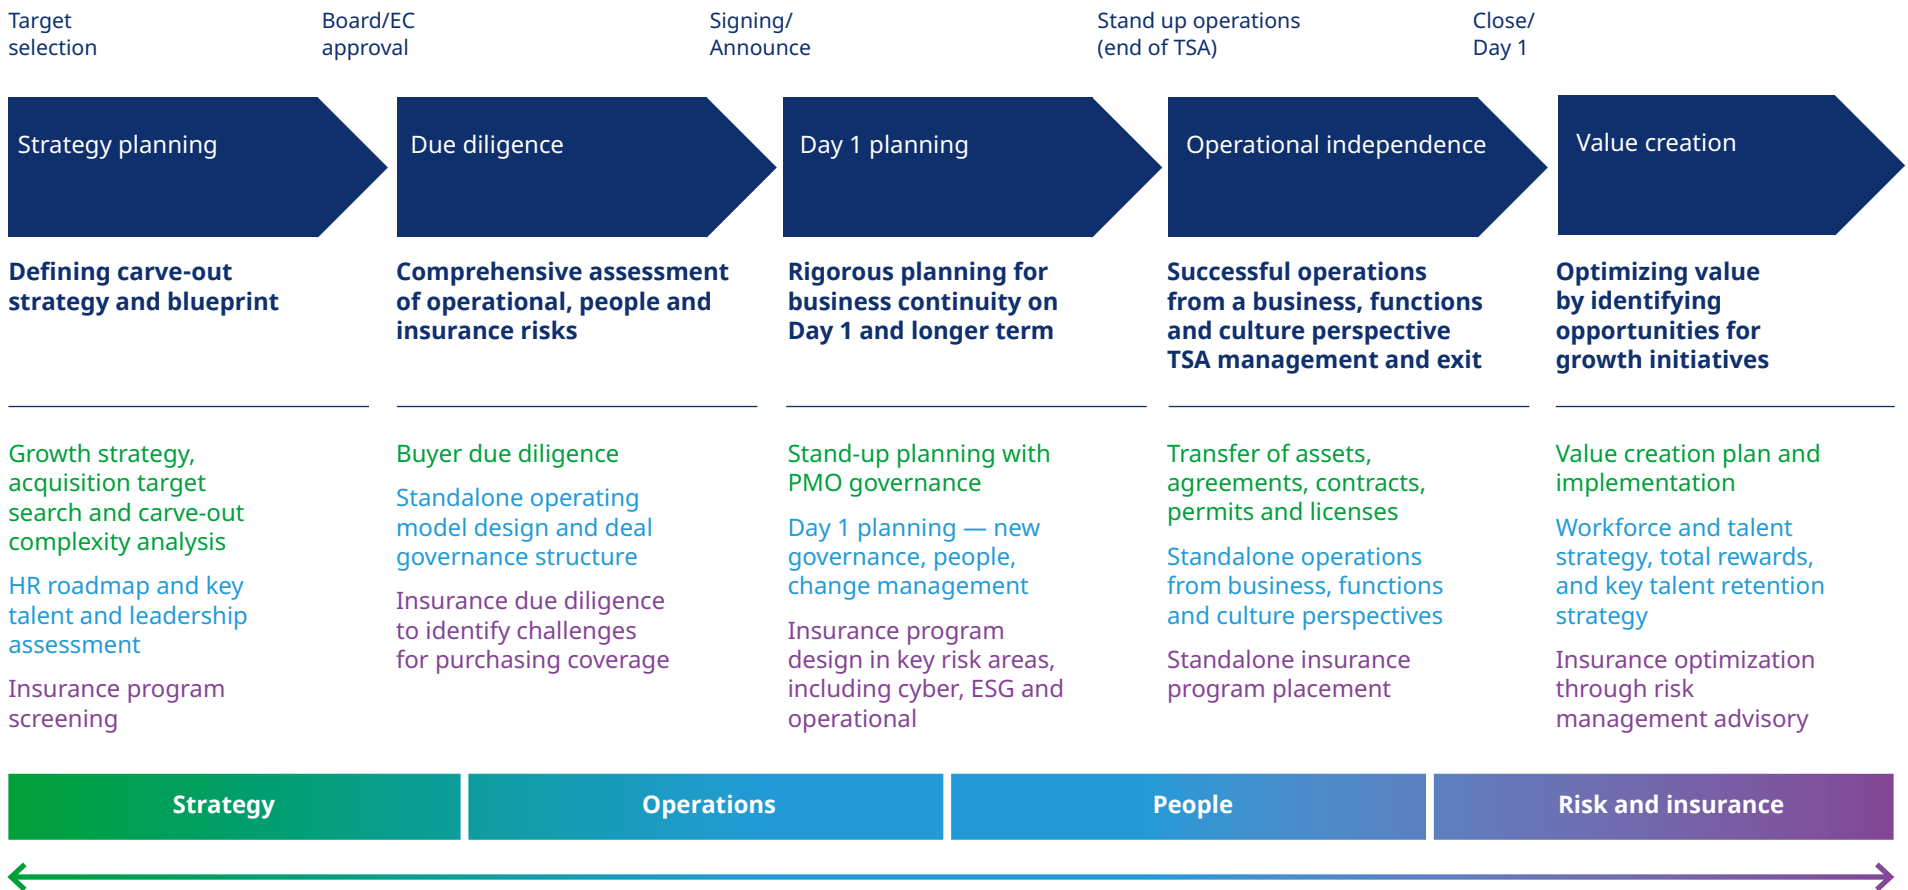 Target
selection
Board/EC
approval
Signing/
Announce
Stand up operations
(end of TSA)
Close/
Day 1
Strategy planning
Due diligence
Day 1 planning
Operational independence
Value creation
Defining carve-out
strategy and blueprint
Comprehensive assessment
of operational, people and
insurance risks
Rigorous planning for
business continuity on
Day 1 and longer term
Successful operations
from a business, functions
and culture perspective
TSA management and exit
Optimizing value
by identifying
opportunities for
growth initiatives
Growth strategy,
acquisition target
search and carve-out
complexity analysis
HR roadmap and key
talent and leadership
assessment
Insurance program
screening
Buyer due diligence
Standalone operating
model design and deal
governance structure
Insurance due diligence
to identify challenges
for purchasing coverage
Stand-up planning with
PMO governance
Day 1 planning — new
governance, people,
change management
Insurance program
design in key risk areas,
including cyber, ESG and
operational
Transfer of assets,
agreements, contracts,
permits and licenses
Standalone operations
from business, functions
and culture perspectives
Standalone insurance
program placement
Value creation plan and
implementation
Workforce and talent
strategy, total rewards,
and key talent retention
strategy
Insurance optimization
through risk
management advisory
Strategy
Operations
People
Risk and insurance